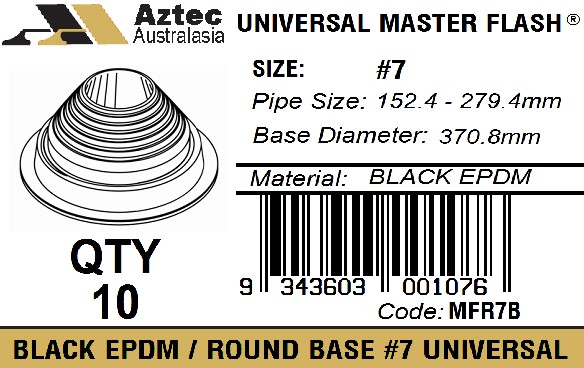 Aztec
Australasia
UNIVERSAL MASTER FLASH®
SIZE: #7
Pipe Size: 152.4 - 279.4mm
Base Diameter: 370.8mm
Material: BLACK EPDM
QTY
10
9 343603 001076
Code: MFR7B
BLACK EPDM / ROUND BASE #7 UNIVERSAL